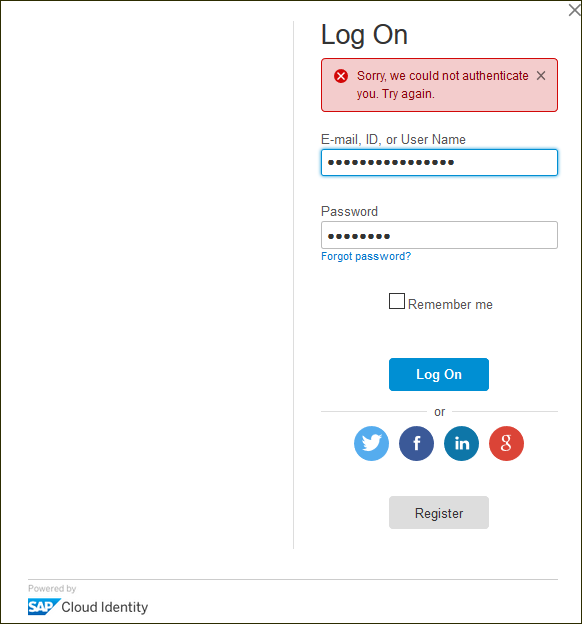 Log On
Sorry, we could not authenticate
you. Try again.
E-mail, ID, or User Name
••••••••••••••••
Password
••••••••
Forgot password?
Remember me
Log On
or
f
in
g
Register
Powered by
SAP Cloud Identity